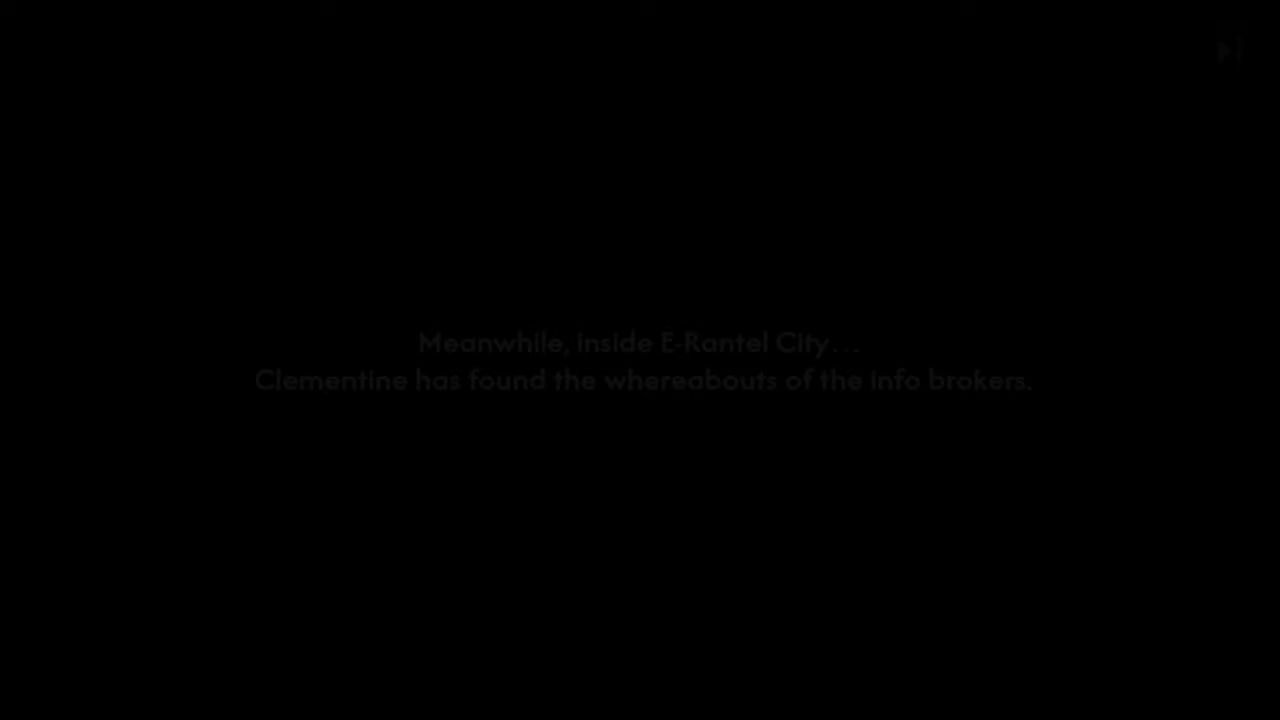 Meanwhile, inside E-Rantel City...
Clementine has found the whereabouts of the info brokers.